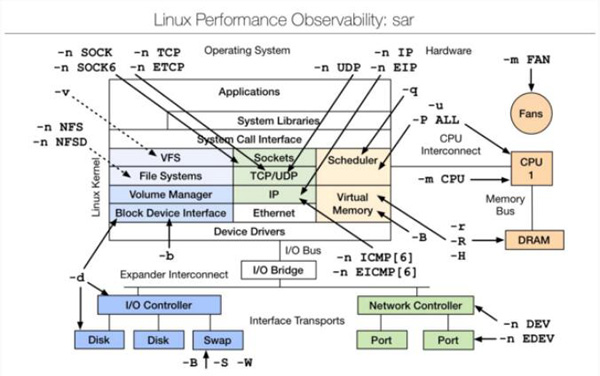 Linux Performance Observability: sar
-n SOCK
-n SOCK6
-n TCP
-n ETCP
Operating System
-n UDP
-n IP
-n EIP
Hardware
-m FAN
-v
Applications
-q
-u
-P ALL
Fans
System Libraries
-n NFS
-n NFSD
System Call Interface
CPU
Interconnect
VFS
Sockets
Scheduler
File Systems
TCP/UDP
CPU
1
-m CPU
Linux Kernel
Volume Manager
IP
Virtual
Memory
Memory
Bus
Block Device Interface
Ethernet
-r
-R
-H
DRAM
Device Drivers
-B
-b
I/O Bus
-n ICMP[6]
-n EICMP[6]
-d
Expander Interconnect
I/O Bridge
I/O Controller
Network Controller
Interface Transports
-n DEV
-n EDEV
Disk
Disk
Swap
Port
Port
-B
-S
-W